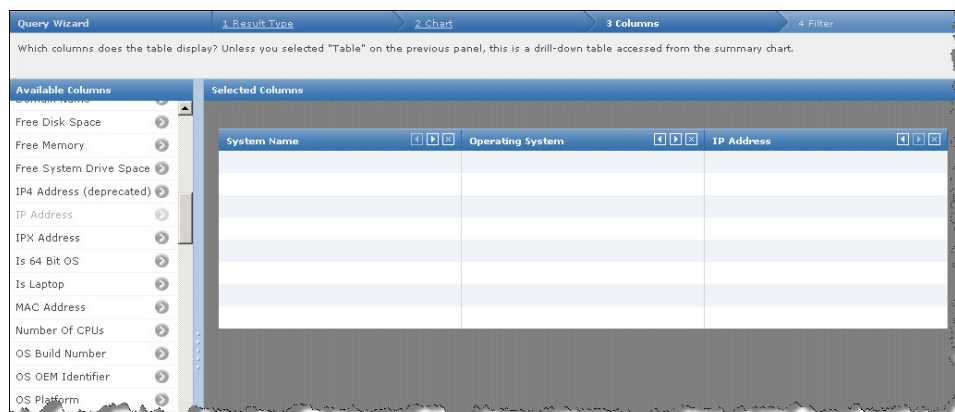 Query Wizard
1 Result Type
2 Chart
3 Columns
4 Filter
Which columns does the table display? Unless you selected "Table" on the previous panel, this is a drill-down table accessed from the summary chart.
Available Columns
Selected Columns
Domain Name
Free Disk Space
Free Memory
Free System Drive Space
IP4 Address (deprecated)
IP Address
IPX Address
Is 64 Bit OS
Is Laptop
MAC Address
Number Of CPUs
OS Build Number
OS OEM Identifier
OS Platform
System Name
Operating System
IP Address